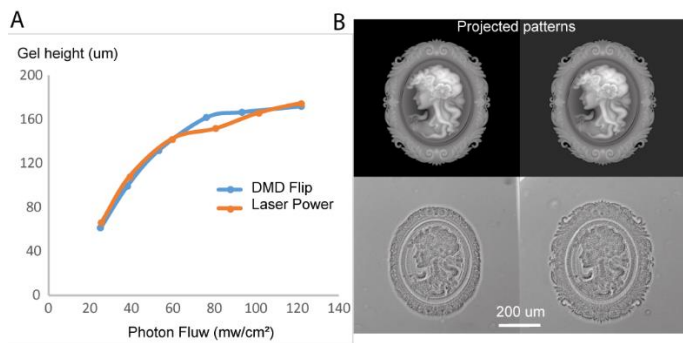 A
Gel height (um)
200
160
120
80
40
0
0 20 40 60 80 100 120 140
DMD Flip
Laser Power
Photon Fluw (mw/cm²)
B
Projected patterns
200 um